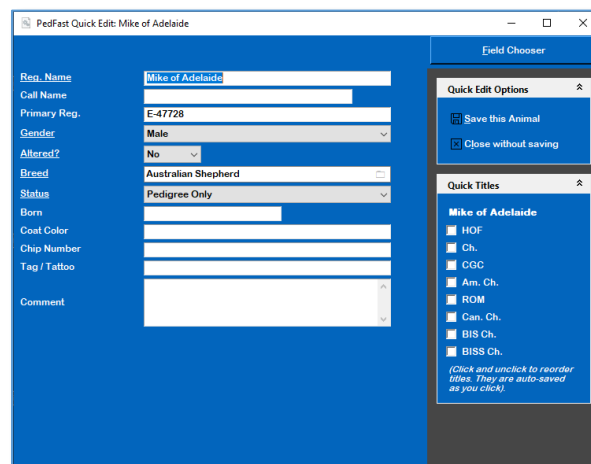 PedFast Quick Edit: Mike of Adelaide
Field Chooser
Reg. Name Mike of Adelaide
Call Name
Primary Reg. E-47728
Gender Male
Altered? No
Breed Australian Shepherd
Status Pedigree Only
Born
Coat Color
Chip Number
Tag / Tattoo
Comment
Quick Edit Options
Save this Animal
Close without saving
Quick Titles
Mike of Adelaide
HOF
Ch.
CGC
Am. Ch.
ROM
Can. Ch.
BIS Ch.
BISS Ch.
(Click and unclick to reorder
titles. They are auto-saved
as you click).